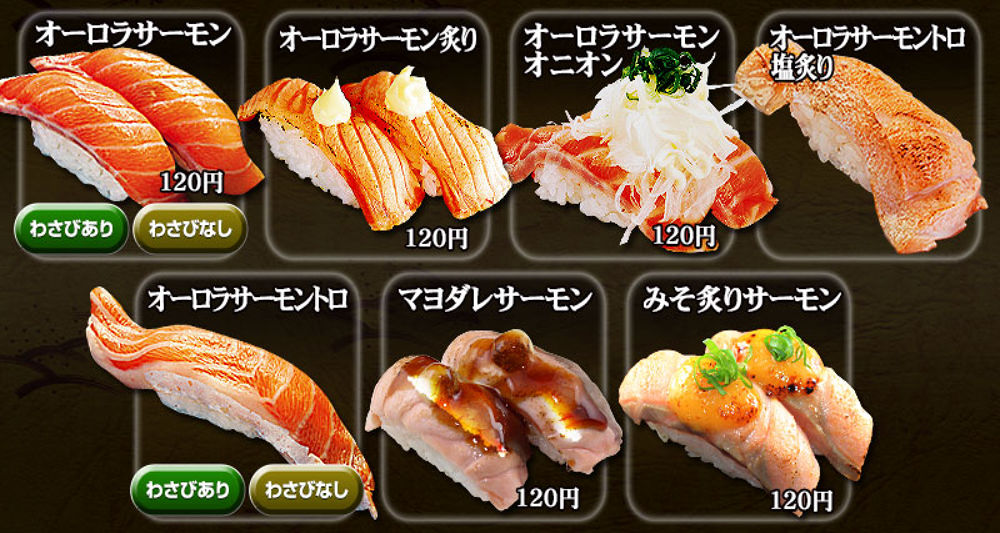 オーロラサーモン
120円
わさびあり
わさびなし
オーロラサーモン炙り
120円
オーロラサーモン
オニオン
120円
オーロラサーモントロ
塩炙り
オーロラサーモントロ
わさびあり
わさびなし
マヨダレサーモン
120円
みそ炙りサーモン
120円